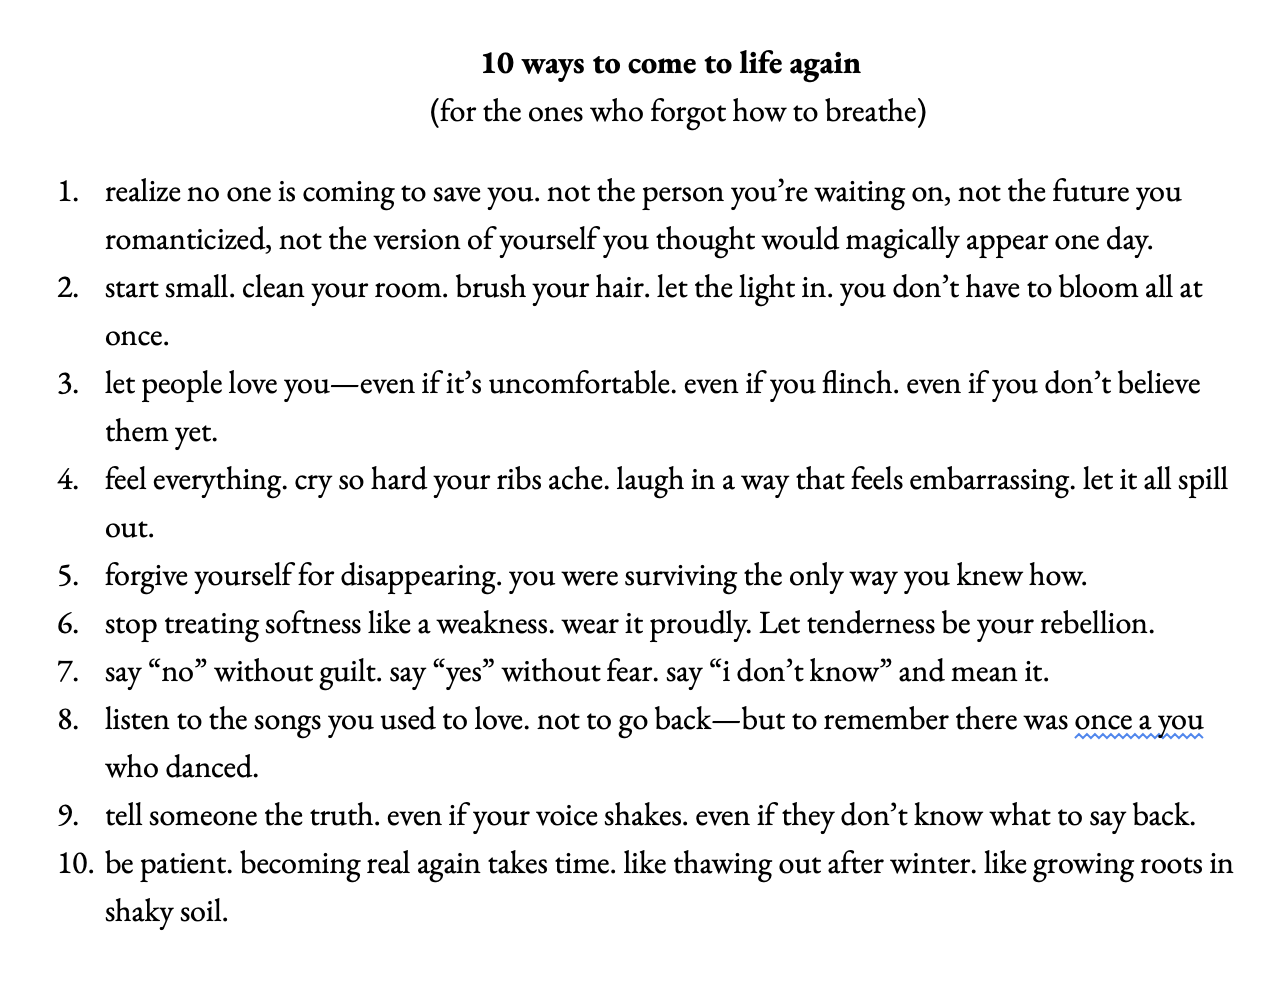 10 ways to come to life again
(for the ones who forgot how to breathe)
1. realize no one is coming to save you. not the person you’re waiting on, not the future you
romanticized, not the version of yourself you thought would magically appear one day.
2. start small. clean your room. brush your hair. let the light in. you don’t have to bloom all at
once.
3. let people love you—even if it’s uncomfortable. even if you flinch. even if you don’t believe
them yet.
4. feel everything. cry so hard your ribs ache. laugh in a way that feels embarrassing. let it all spill
out.
5. forgive yourself for disappearing. you were surviving the only way you knew how.
6. stop treating softness like a weakness. wear it proudly. Let tenderness be your rebellion.
7. say “no” without guilt. say “yes” without fear. say “i don’t know” and mean it.
8. listen to the songs you used to love. not to go back—but to remember there was once a you
who danced.
9. tell someone the truth. even if your voice shakes. even if they don’t know what to say back.
10. be patient. becoming real again takes time. like thawing out after winter. like growing roots in
shaky soil.